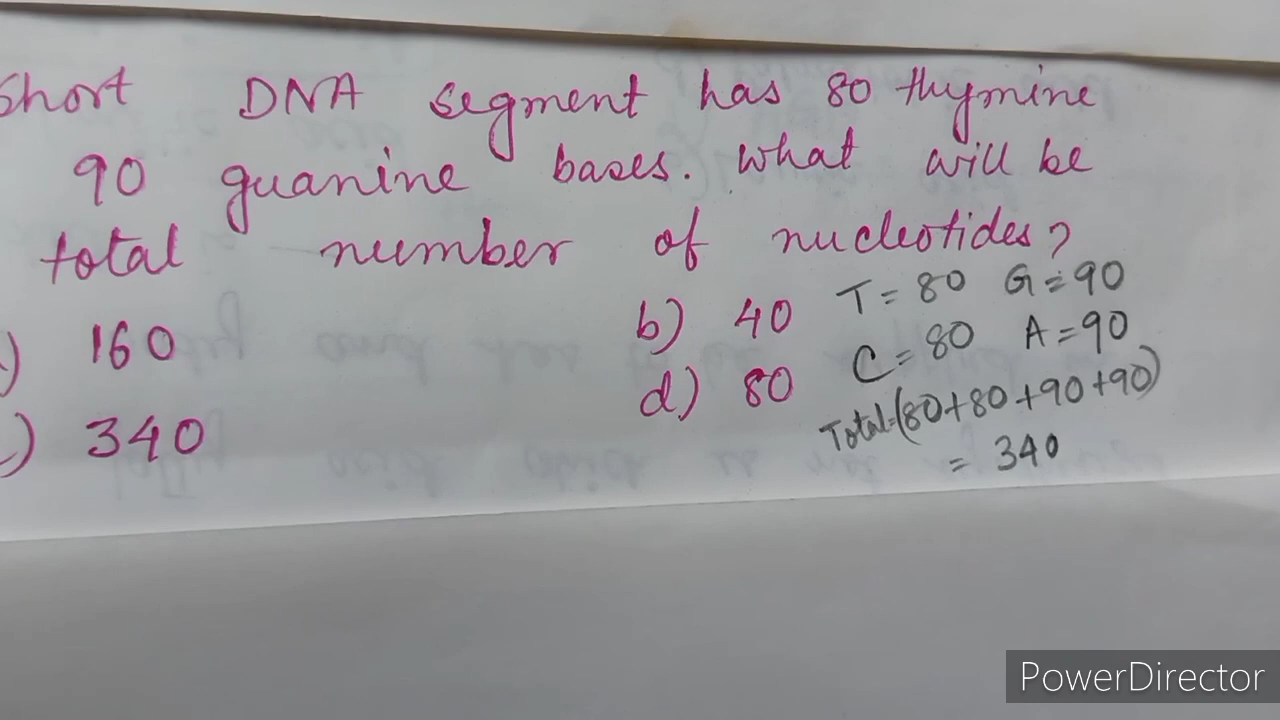 Short DNA segment has 80 thymine
90 guanine bases. What will be
total number of nucleotides?
) 160 b) 40
) 340 d) 80
T = 80 G = 90
C = 80 A = 90
Total=(80+80+90+90)
= 340
PowerDirector